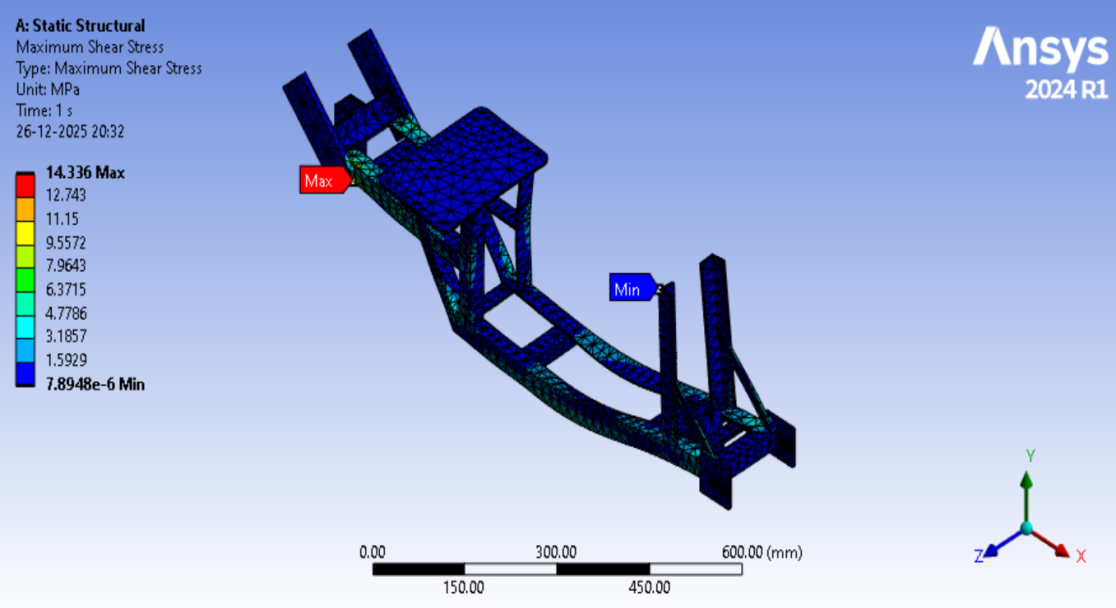 A: Static Structural
Maximum Shear Stress
Type: Maximum Shear Stress
Unit: MPa
Time: 1 s
26-12-2025 20:32
14.336 Max
12.743
11.15
9.5572
7.9643
6.3715
4.7786
3.1857
1.5929
7.8948e-6 Min
Ansys
2024 R1
Max
Min
0.00 300.00 600.00 (mm)
150.00 450.00
Y
Z X